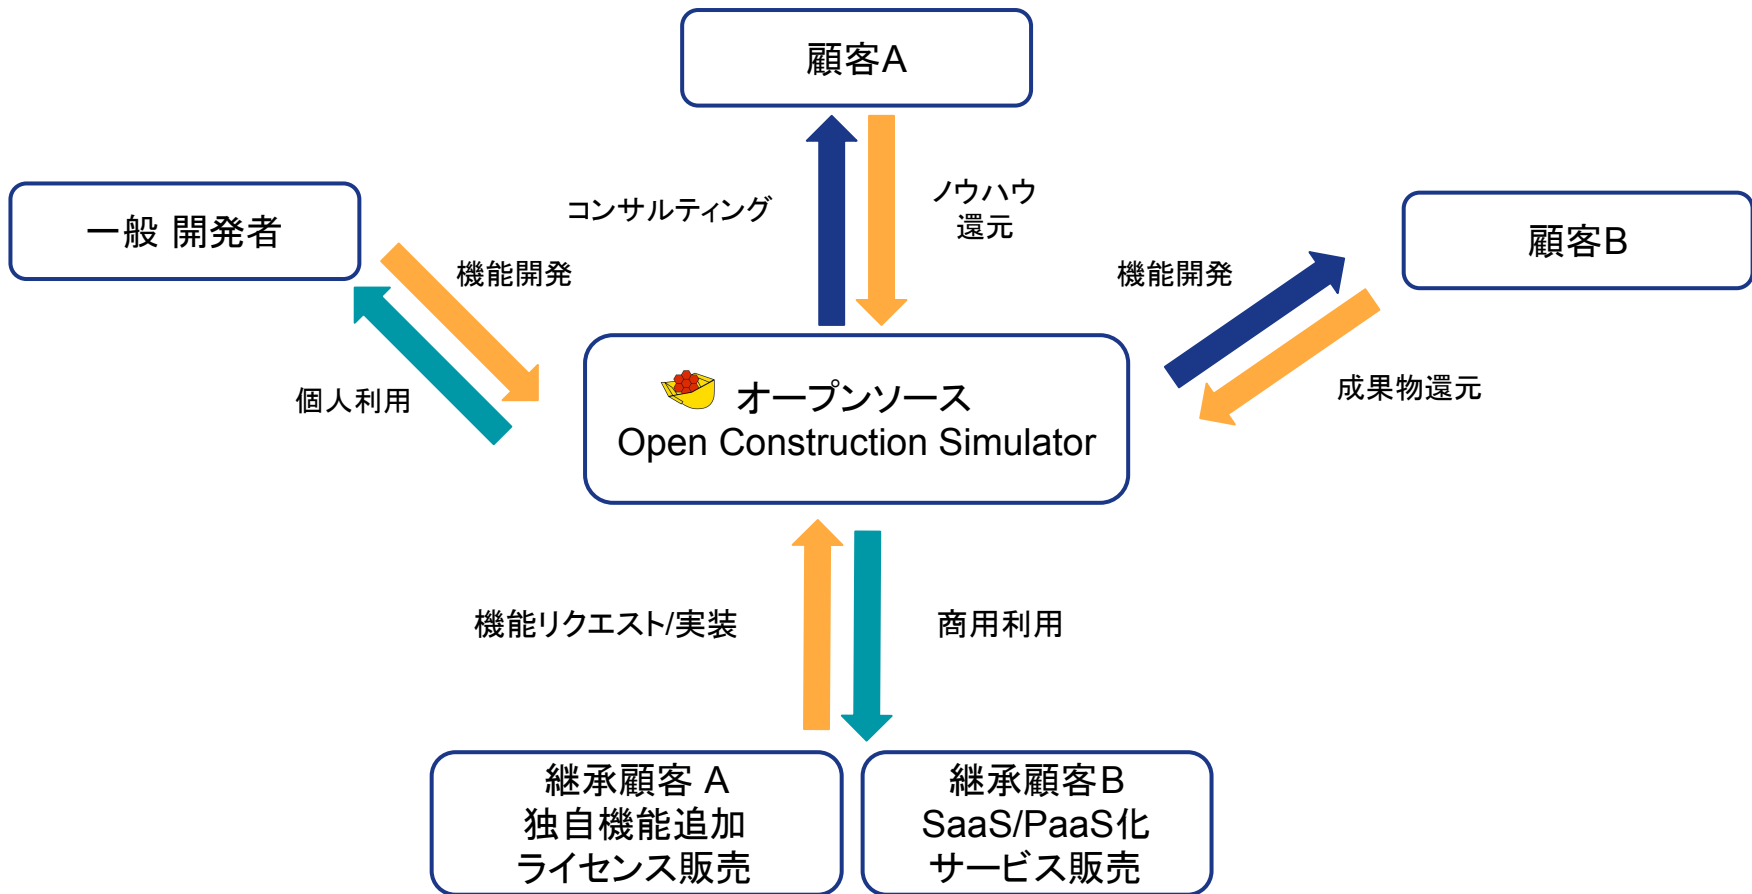 顧客A
コンサルティング
ノウハウ
還元
一般 開発者
機能開発
個人利用
顧客B
機能開発
成果物還元
オープンソース
Open Construction Simulator
機能リクエスト/実装
商用利用
継承顧客 A
独自機能追加
ライセンス販売
継承顧客B
SaaS/PaaS化
サービス販売